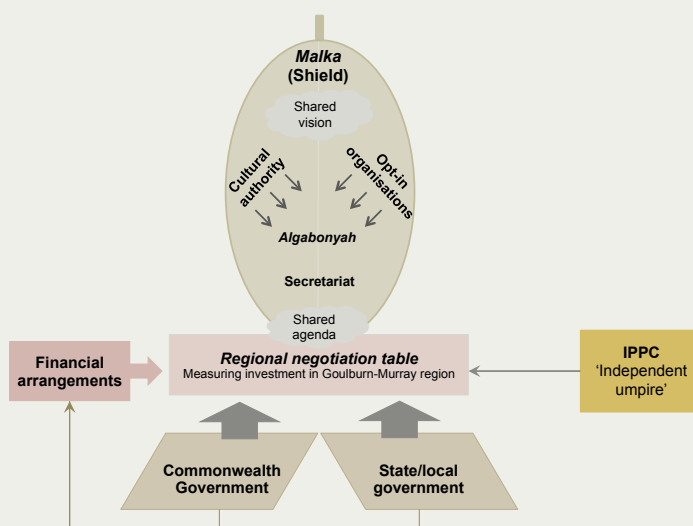 Malka
(Shield)
Shared
vision
Cultural
authority
Opt-in
organisations
Algabonyah
Secretariat
Shared
agenda
Financial
arrangements
Regional negotiation table
Measuring investment in Goulburn-Murray region
IPPC
‘Independent
umpire’
Commonwealth
Government
State/local
government